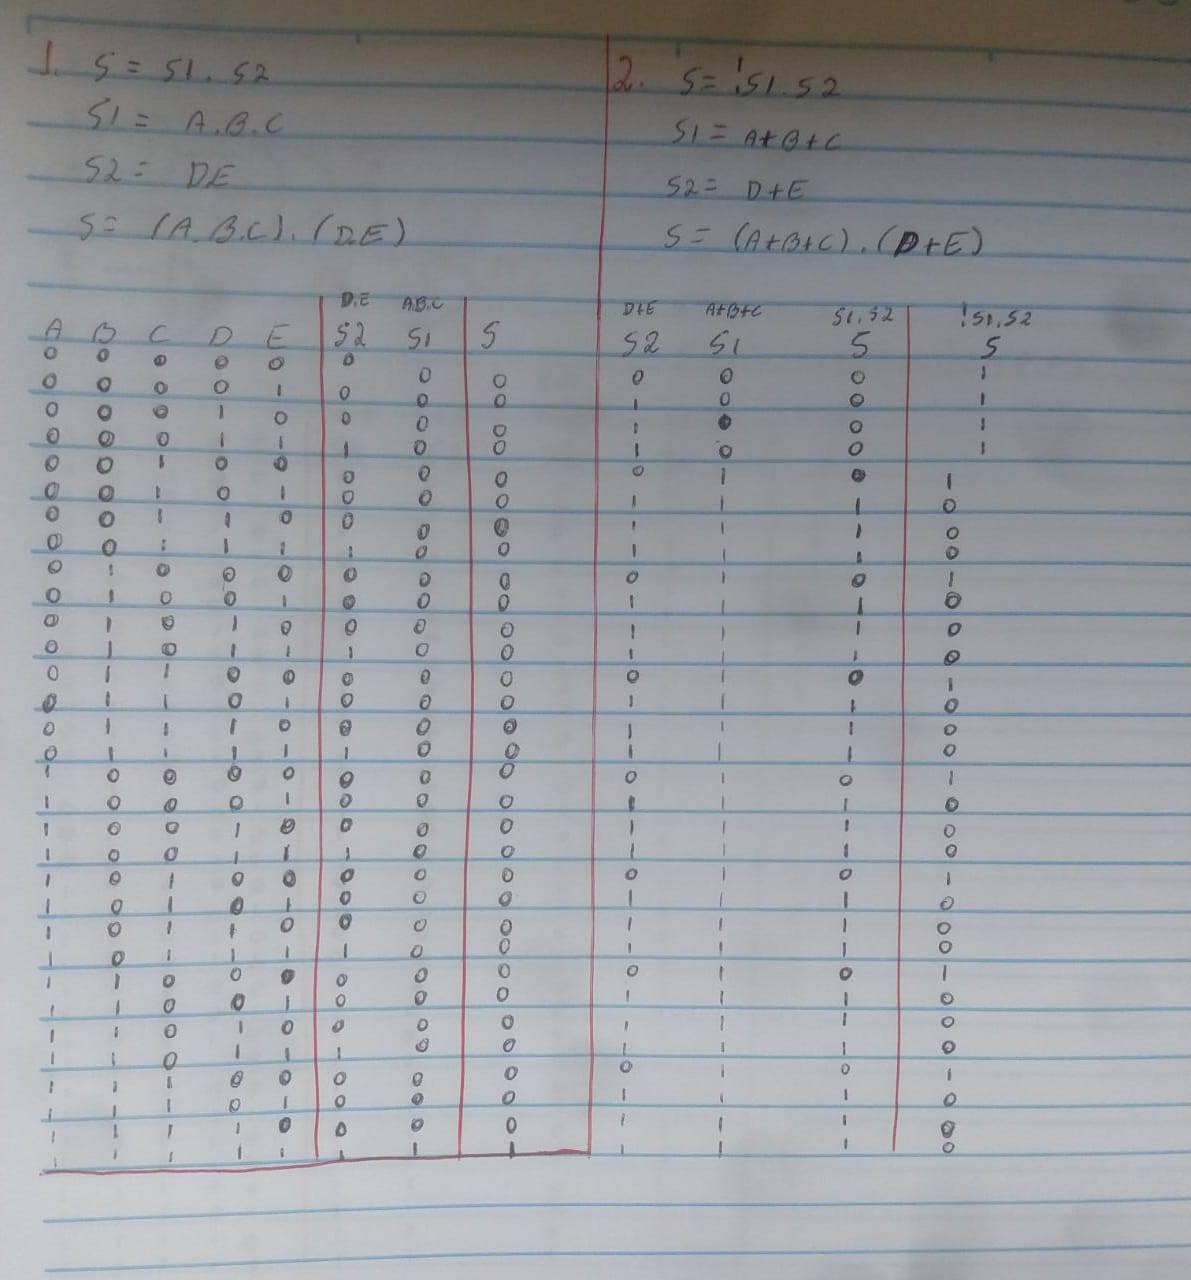 1. S = S1 . S2
S1 = A.B.C
S2 = D.E
S = (A.B.C).(D.E)
2. S = !S1.S2
S1 = A+B+C
S2 = D+E
S = (A+B+C).(D+E)
D.E A.B.C D+E A+B+C S1.S2 !S1.S2
A B C D E S2 S1 S S2 S1 S S
0 0 0 0 0 0 0 0 0 0 0 1
0 0 0 0 1 0 0 0 1 0 0 1
0 0 0 1 0 0 0 0 1 0 0 1
0 0 0 1 1 1 0 0 1 0 0 1
0 0 1 0 0 0 0 0 0 1 0 1
0 0 1 0 1 0 0 0 1 1 1 0
0 0 1 1 0 0 0 0 1 1 1 0
0 0 1 1 1 1 0 0 1 1 1 0
0 1 0 0 0 0 0 0 0 1 0 1
0 1 0 0 1 0 0 0 1 1 1 0
0 1 0 1 0 0 0 0 1 1 1 0
0 1 0 1 1 1 0 0 1 1 1 0
0 1 1 0 0 0 0 0 0 1 0 1
0 1 1 0 1 0 0 0 1 1 1 0
0 1 1 1 0 0 0 0 1 1 1 0
0 1 1 1 1 1 0 0 1 1 1 0
1 0 0 0 0 0 0 0 0 1 0 1
1 0 0 0 1 0 0 0 1 1 1 0
1 0 0 1 0 0 0 0 1 1 1 0
1 0 0 1 1 1 0 0 1 1 1 0
1 0 1 0 0 0 0 0 0 1 0 1
1 0 1 0 1 0 0 0 1 1 1 0
1 0 1 1 0 0 0 0 1 1 1 0
1 0 1 1 1 1 0 0 1 1 1 0
1 1 0 0 0 0 0 0 0 1 0 1
1 1 0 0 1 0 0 0 1 1 1 0
1 1 0 1 0 0 0 0 1 1 1 0
1 1 0 1 1 1 0 0 1 1 1 0
1 1 1 0 0 0 0 0 0 1 0 1
1 1 1 0 1 0 0 0 1 1 1 0
1 1 1 1 0 0 0 0 1 1 1 0
1 1 1 1 1 1 1 1 1 1 1 0